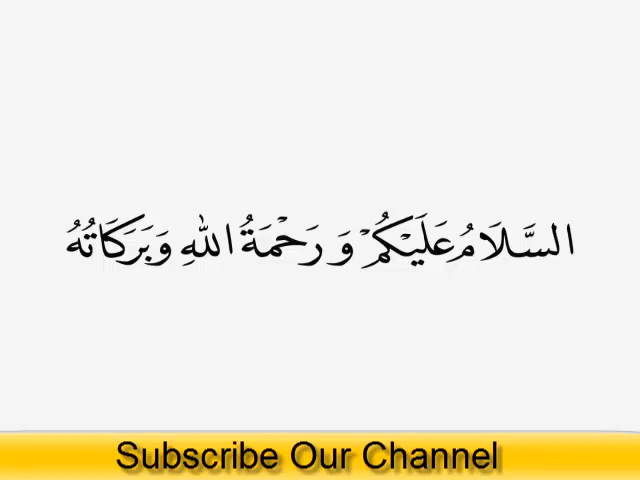 السَّلَامُ عَلَيْكُمْ وَ رَحْمَةُ اللهِ وَبَرَكَاتُهُ
Subscribe Our Channel